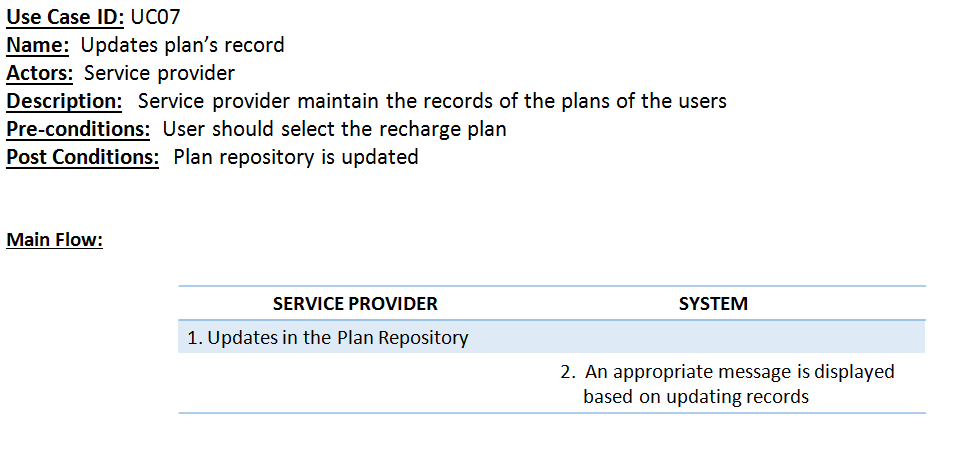 Use Case ID: UC07
Name: Updates plan's record
Actors: Service provider
Description: Service provider maintain the records of the plans of the users
Pre-conditions: User should select the recharge plan
Post Conditions: Plan repository is updated
Main Flow:
SERVICE PROVIDER SYSTEM
1. Updates in the Plan Repository
2. An appropriate message is displayed
based on updating records